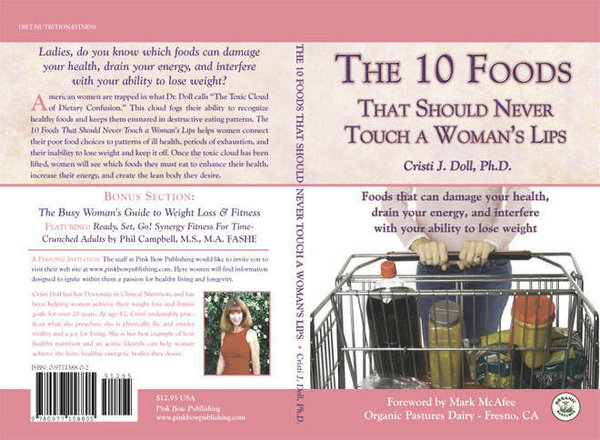 DIET·NUTRITION·FITNESS
Ladies, do you know which foods can damage
your health, drain your energy, and interfere
with your ability to lose weight?
American women are trapped in what Dr. Doll calls “The Toxic Cloud
of Dietary Confusion.” This cloud fogs their ability to recognize
healthy foods and keeps them ensnared in destructive eating patterns. The
10 Foods That Should Never Touch a Woman's Lips helps women connect
their poor food choices to patterns of ill health, periods of exhaustion, and
their inability to lose weight and keep it off. Once the toxic cloud has been
lifted, women will see which foods they must eat to enhance their health,
increase their energy, and create the lean body they desire.
BONUS SECTION:
The Busy Woman's Guide to Weight Loss & Fitness
FEATURING: Ready, Set, Go! Synergy Fitness For Time-
Crunched Adults by Phil Campbell, M.S., M.A. FASHE
A PERSONAL INVITATION: The staff at Pink Bow Publishing would like to invite you to
visit their web site at www.pinkbowpublishing.com. Here women will find information
designed to ignite within them a passion for healthy living and longevity.
Cristi Doll has her Doctorate in Clinical Nutrition, and has
been helping women achieve their weight loss and fitness
goals for over 20 years. At age 42, Cristi undeniably prac-
tices what she preaches; she is physically fit, and exudes
vitality and a joy for living. She is her best example of how
healthy nutrition and an active lifestyle can help women
achieve the lean, healthy, energetic bodies they desire.
ISBN: 0-9771588-0-2
51295
9 780977 158805
$12.95 USA
Pink Bow Publishing
www.pinkbowpublishing.com
THE 10 FOODS THAT SHOULD NEVER TOUCH A WOMAN'S LIPS • Cristi J. Doll, Ph.D.
THE 10 FOODS
THAT SHOULD NEVER
TOUCH A WOMAN'S LIPS
Cristi J. Doll, Ph.D.
Foods that can damage your health,
drain your energy, and interfere
with your ability to lose weight
Foreword by Mark McAfee
Organic Pastures Dairy - Fresno, CA
ORGANIC